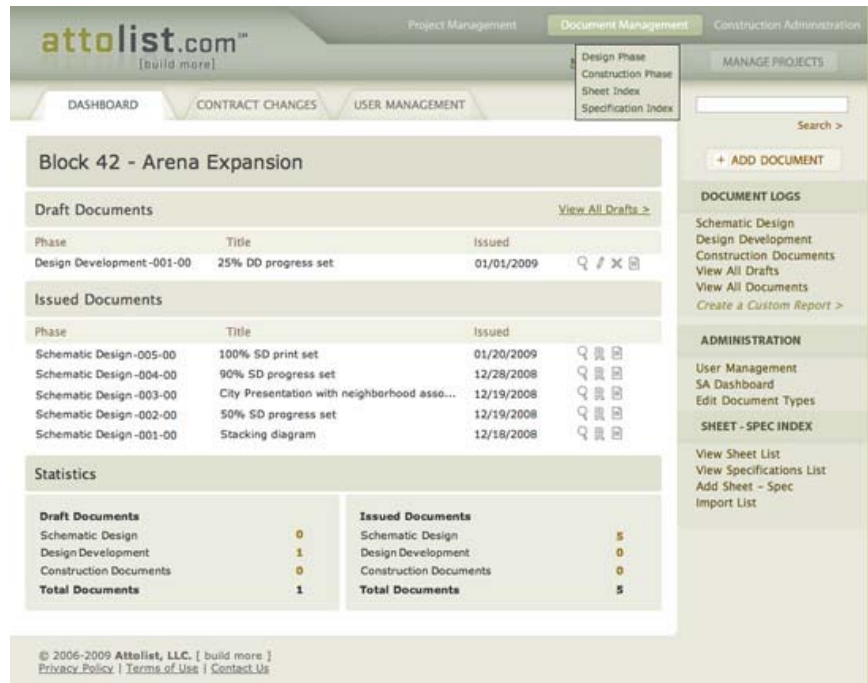 attolist.com™
[build more]
Project Management
Document Management
Construction Administration
Design Phase
Construction Phase
Sheet Index
Specification Index
MANAGE PROJECTS
DASHBOARD
CONTRACT CHANGES
USER MANAGEMENT
Search >
+ ADD DOCUMENT
Block 42 - Arena Expansion
Draft Documents View All Drafts >
Phase Title Issued
Design Development-001-00 25% DD progress set 01/01/2009
Issued Documents
Phase Title Issued
Schematic Design-005-00 100% SD print set 01/20/2009
Schematic Design-004-00 90% SD progress set 12/28/2008
Schematic Design-003-00 City Presentation with neighborhood asso... 12/19/2008
Schematic Design-002-00 50% SD progress set 12/19/2008
Schematic Design-001-00 Stacking diagram 12/18/2008
Statistics
Draft Documents
Schematic Design 0
Design Development 1
Construction Documents 0
Total Documents 1
Issued Documents
Schematic Design 5
Design Development 0
Construction Documents 0
Total Documents 5
DOCUMENT LOGS
Schematic Design
Design Development
Construction Documents
View All Drafts
View All Documents
Create a Custom Report >
ADMINISTRATION
User Management
SA Dashboard
Edit Document Types
SHEET - SPEC INDEX
View Sheet List
View Specifications List
Add Sheet - Spec
Import List
© 2006-2009 Attolist, LLC. [ build more ]
Privacy Policy | Terms of Use | Contact Us